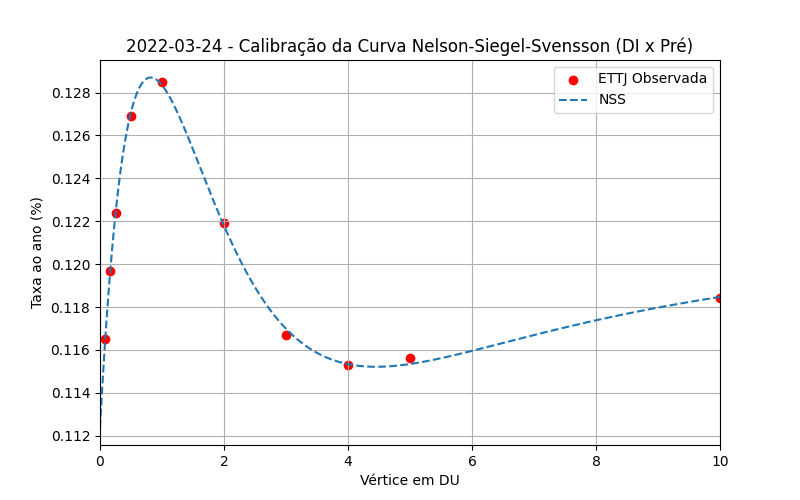 2022-03-24 - Calibração da Curva Nelson-Siegel-Svensson (DI x Pré)
ETTJ Observada
NSS
Taxa ao ano (%)
0.128
0.126
0.124
0.122
0.120
0.118
0.116
0.114
0.112
0 2 4 6 8 10
Vértice em DU